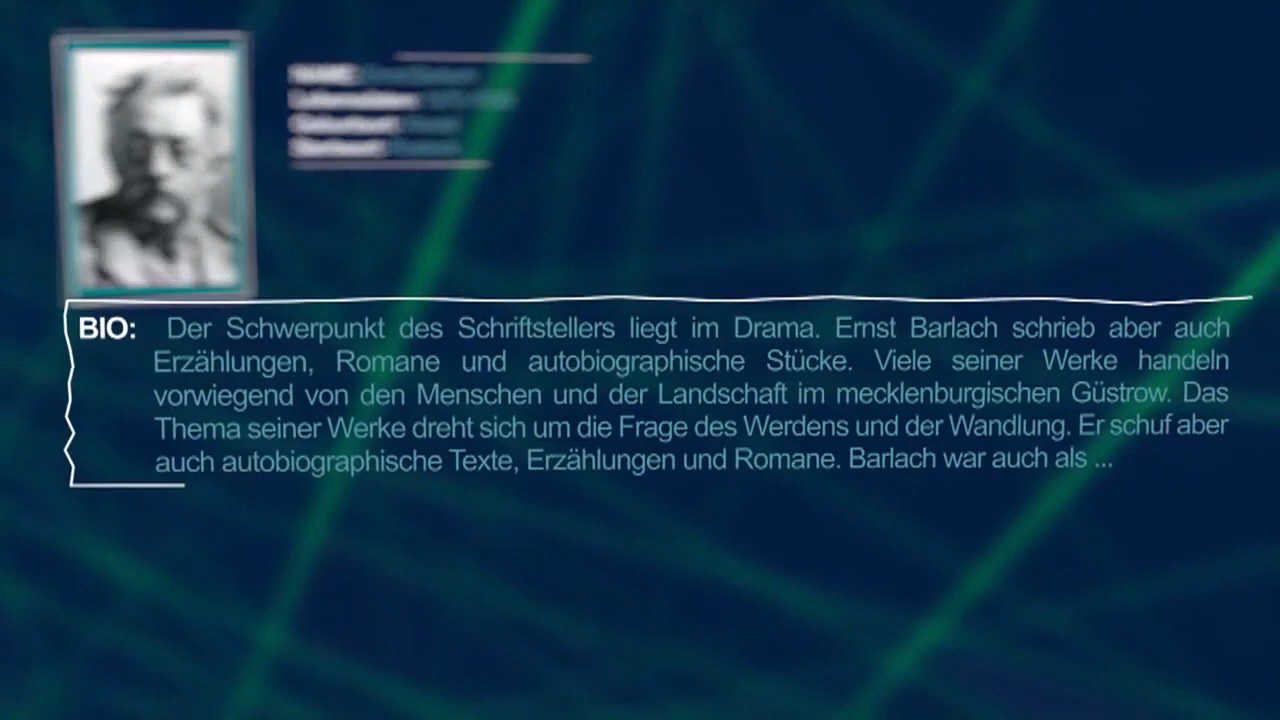 NAME:
BIO: Der Schwerpunkt des Schriftstellers liegt im Drama. Ernst Barlach schrieb aber auch
Erzählungen, Romane und autobiographische Stücke. Viele seiner Werke handeln
vorwiegend von den Menschen und der Landschaft im mecklenburgischen Güstrow. Das
Thema seiner Werke dreht sich um die Frage des Werdens und der Wandlung. Er schuf aber
auch autobiographische Texte, Erzählungen und Romane. Barlach war auch als ...